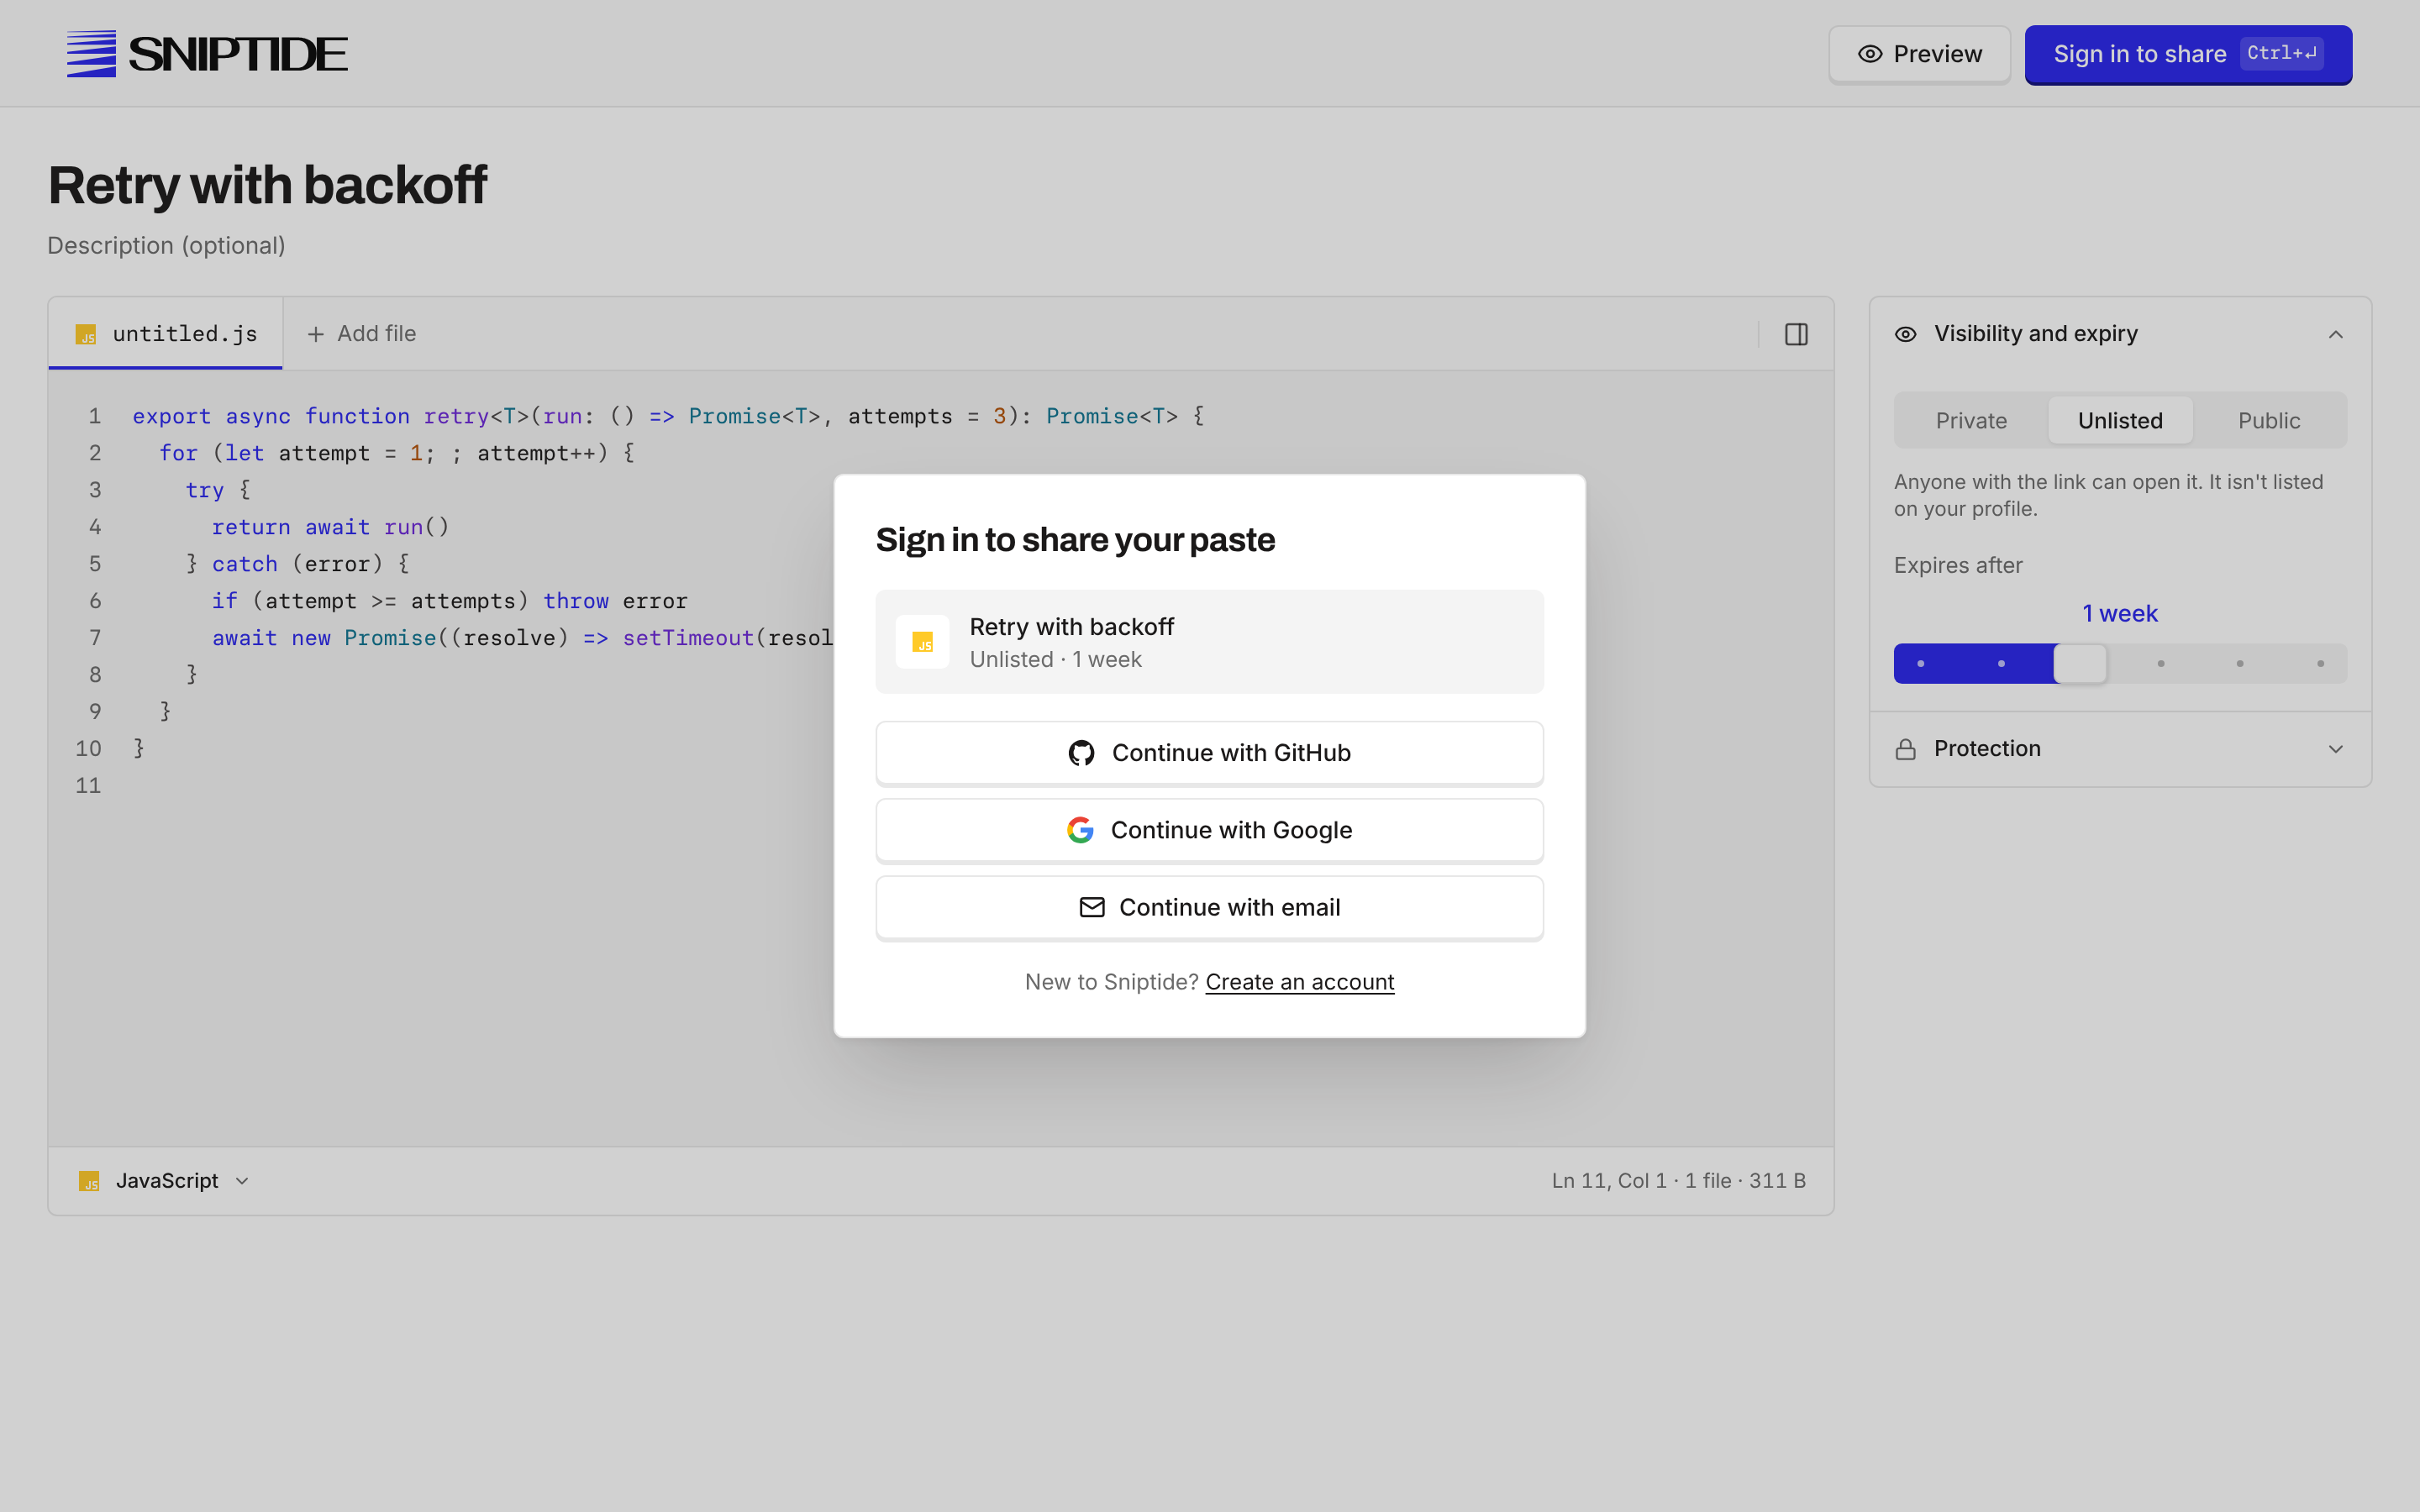 SNIPTIDE
Preview
Sign in to share Ctrl+↵
Retry with backoff
Description (optional)
JS untitled.js
+ Add file
1 export async function retry<T>(run: () => Promise<T>, attempts = 3): Promise<T> {
2 for (let attempt = 1; ; attempt++) {
3 try {
4 return await run()
5 } catch (error) {
6 if (attempt >= attempts) throw error
7 await new Promise((resolve) => setTimeout(resol
8 }
9 }
10 }
11
JS JavaScript
Ln 11, Col 1 · 1 file · 311 B
Visibility and expiry
Private Unlisted Public
Anyone with the link can open it. It isn't listed
on your profile.
Expires after
1 week
Protection
Sign in to share your paste
JS
Retry with backoff
Unlisted · 1 week
Continue with GitHub
Continue with Google
Continue with email
New to Sniptide? Create an account